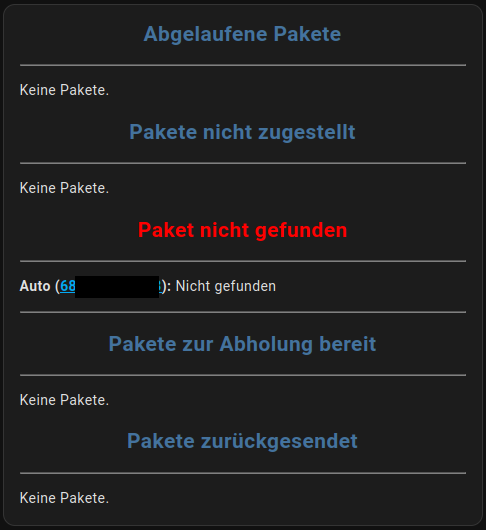 Abgelaufene Pakete
Keine Pakete.
Pakete nicht zugestellt
Keine Pakete.
Paket nicht gefunden
Auto (68): Nicht gefunden
Pakete zur Abholung bereit
Keine Pakete.
Pakete zurückgesendet
Keine Pakete.